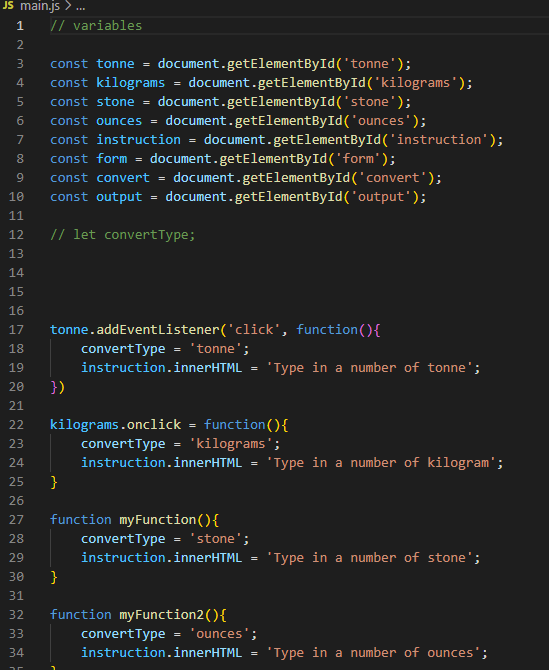 JS main.js > ...
1 // variables
2
3 const tonne = document.getElementById('tonne');
4 const kilograms = document.getElementById('kilograms');
5 const stone = document.getElementById('stone');
6 const ounces = document.getElementById('ounces');
7 const instruction = document.getElementById('instruction');
8 const form = document.getElementById('form');
9 const convert = document.getElementById('convert');
10 const output = document.getElementById('output');
11
12 // let convertType;
13
14
15
16
17 tonne.addEventListener('click', function(){
18     convertType = 'tonne';
19     instruction.innerHTML = 'Type in a number of tonne';
20 })
21
22 kilograms.onclick = function(){
23     convertType = 'kilograms';
24     instruction.innerHTML = 'Type in a number of kilogram';
25 }
26
27 function myFunction(){
28     convertType = 'stone';
29     instruction.innerHTML = 'Type in a number of stone';
30 }
31
32 function myFunction2(){
33     convertType = 'ounces';
34     instruction.innerHTML = 'Type in a number of ounces';